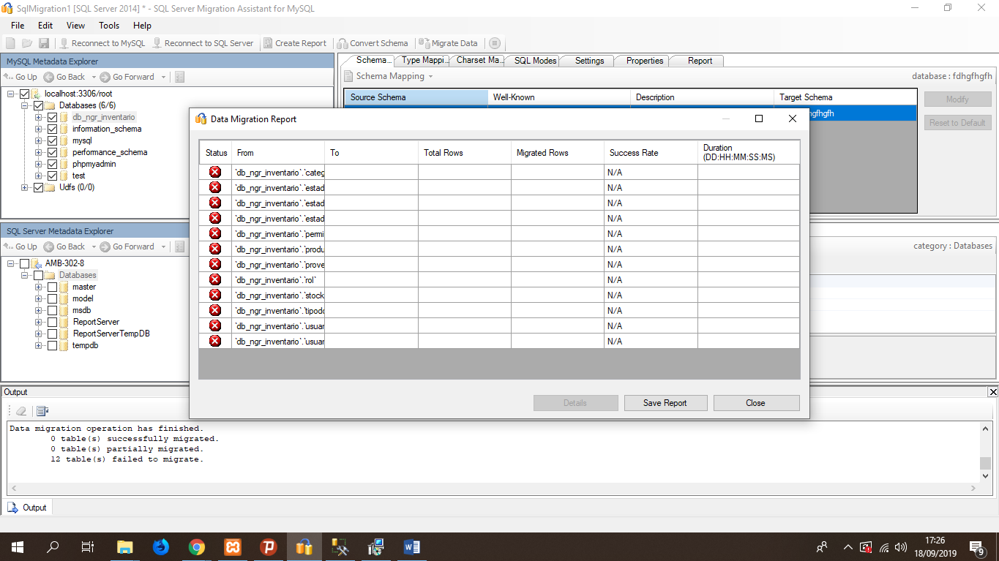 SqlMigration1 [SQL Server 2014] * - SQL Server Migration Assistant for MySQL
File Edit View Tools Help
Reconnect to MySQL Reconnect to SQL Server Create Report Convert Schema Migrate Data
MySQL Metadata Explorer
Go Up Go Back Go Forward
localhost:3306/root
Databases (6/6)
db_ngr_inventario
information_schema
mysql
performance_schema
phpmyadmin
test
Udfs (0/0)
Schema... Type Mappi... Charset Ma... SQL Modes Settings Properties Report
Schema Mapping
database : fdhgfhgfh
Source Schema Well-Known Description Target Schema
ngfhgfh
Modify
Reset to Default
SQL Server Metadata Explorer
Go Up Go Back Go Forward
AMB-302-8
Databases
master
model
msdb
ReportServer
ReportServerTempDB
tempdb
category : Databases
Data Migration Report
Status From To Total Rows Migrated Rows Success Rate Duration
(DD:HH:MM:SS:MS)
`db_ngr_inventario`.`categ N/A
`db_ngr_inventario`.`estad N/A
`db_ngr_inventario`.`estad N/A
`db_ngr_inventario`.`estad N/A
`db_ngr_inventario`.`permi N/A
`db_ngr_inventario`.`produ N/A
`db_ngr_inventario`.`prove N/A
`db_ngr_inventario`.`rol` N/A
`db_ngr_inventario`.`stock N/A
`db_ngr_inventario`.`tipodo N/A
`db_ngr_inventario`.`usuar N/A
`db_ngr_inventario`.`usuar N/A
Details Save Report Close
Output
Data migration operation has finished.
0 table(s) successfully migrated.
0 table(s) partially migrated.
12 table(s) failed to migrate.
Output
17:26
18/09/2019
9